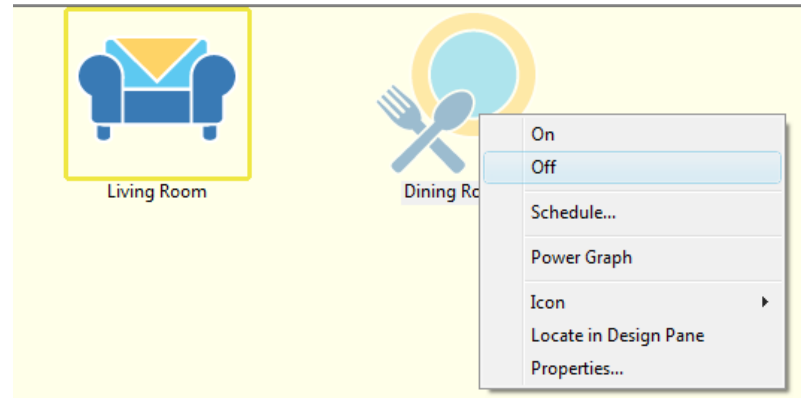 Living Room
Dining Ro
On
Off
Schedule...
Power Graph
Icon
Locate in Design Pane
Properties...